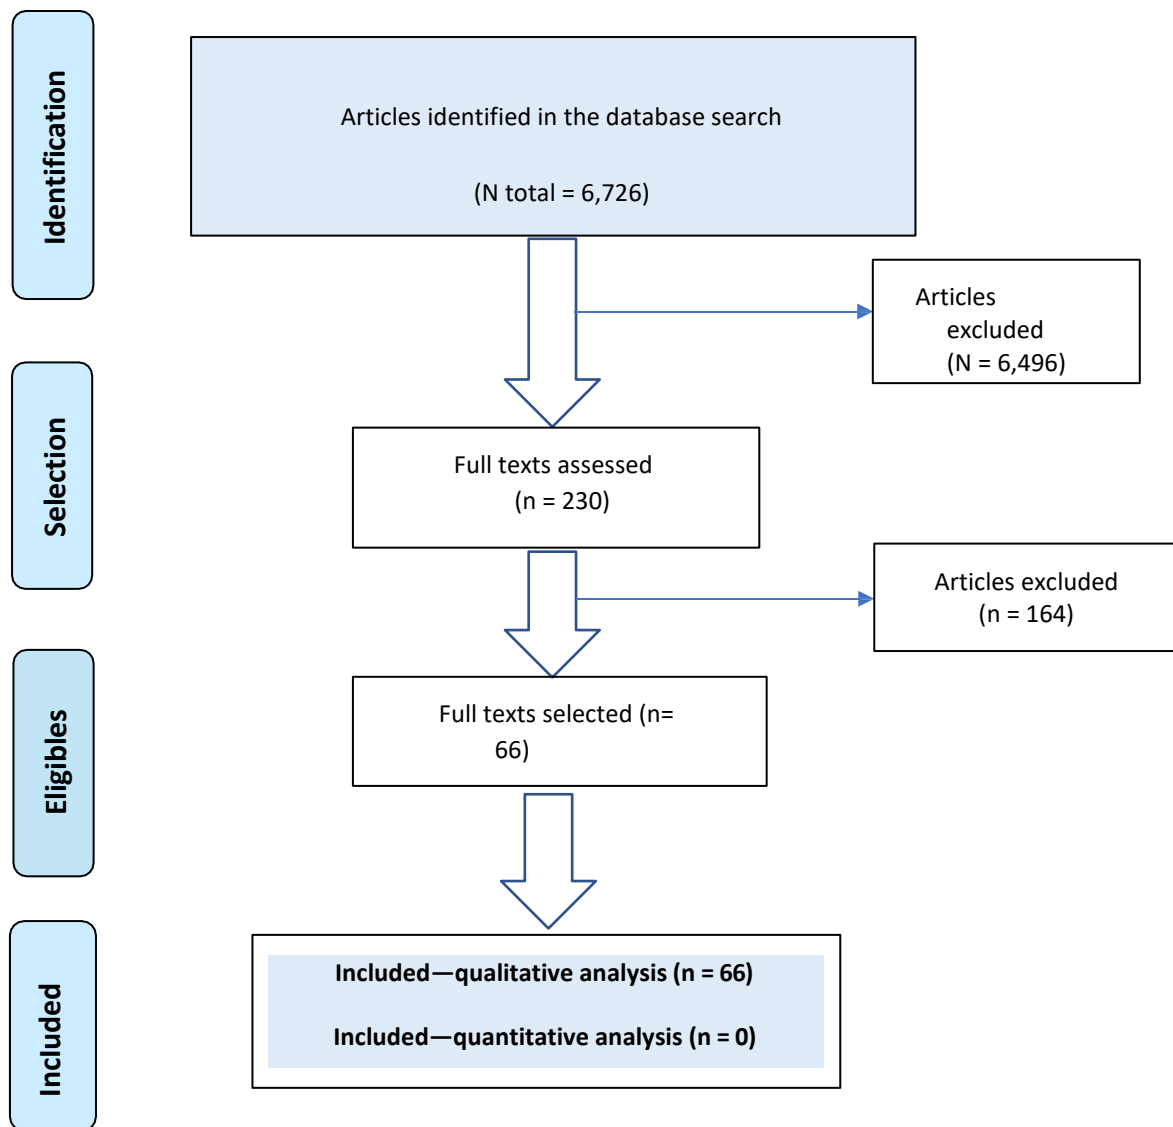 Identification
Articles identified in the database search
(N total = 6,726)
Articles
excluded
(N = 6,496)
Selection
Full texts assessed
(n = 230)
Articles excluded
(n = 164)
Eligibles
Full texts selected (n=
66)
Included
Included—qualitative analysis (n = 66)
Included—quantitative analysis (n = 0)